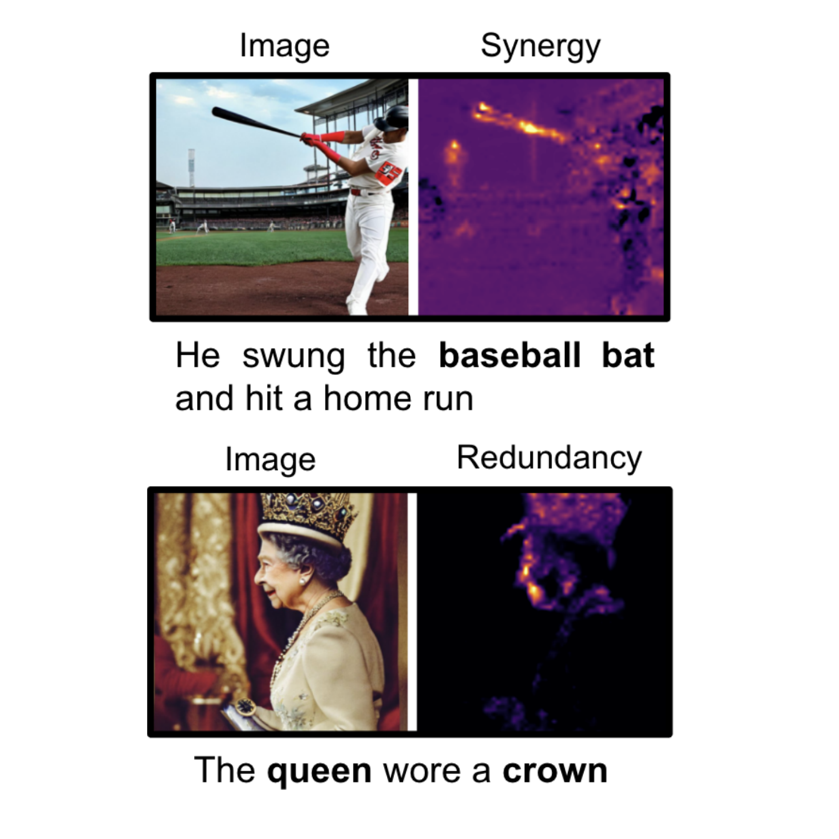 Image Synergy
He swung the baseball bat
and hit a home run
Image Redundancy
The queen wore a crown